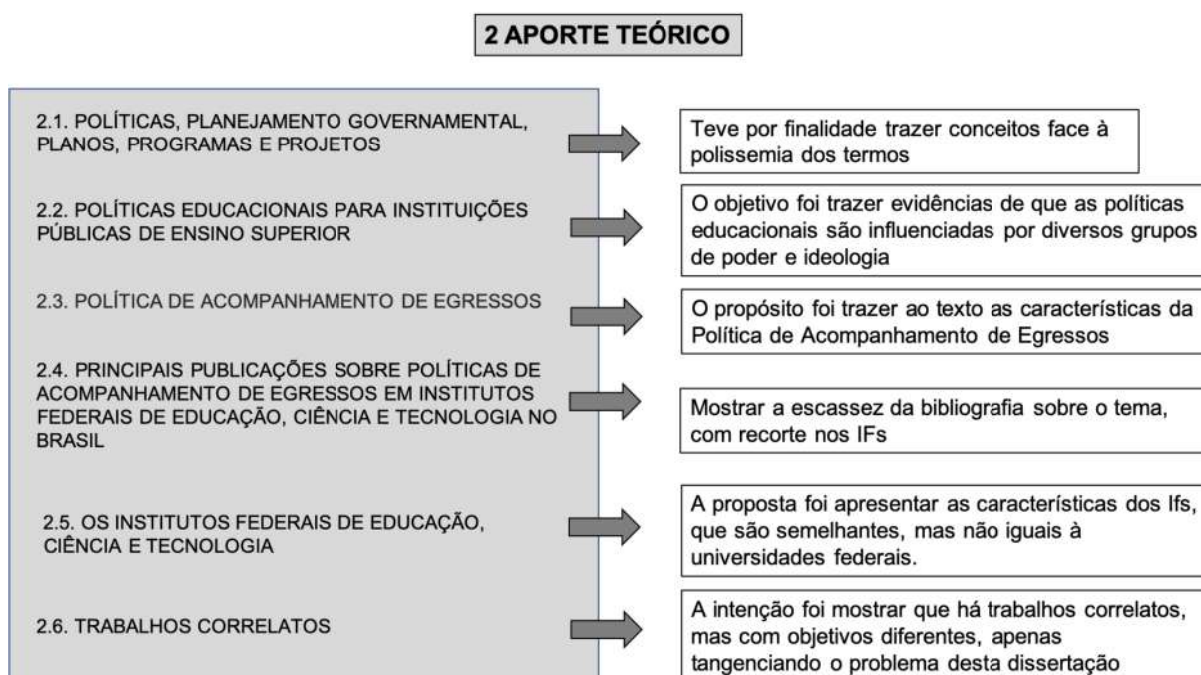 2 APORTE TEÓRICO
2.1. POLÍTICAS, PLANEJAMENTO GOVERNAMENTAL,
PLANOS, PROGRAMAS E PROJETOS
Teve por finalidade trazer conceitos face à
polissemia dos termos
2.2. POLÍTICAS EDUCACIONAIS PARA INSTITUIÇÕES
PÚBLICAS DE ENSINO SUPERIOR
O objetivo foi trazer evidências de que as políticas
educacionais são influenciadas por diversos grupos
de poder e ideologia
2.3. POLÍTICA DE ACOMPANHAMENTO DE EGRESSOS
O propósito foi trazer ao texto as características da
Política de Acompanhamento de Egressos
2.4. PRINCIPAIS PUBLICAÇÕES SOBRE POLÍTICAS DE
ACOMPANHAMENTO DE EGRESSOS EM INSTITUTOS
FEDERAIS DE EDUCAÇÃO, CIÊNCIA E TECNOLOGIA NO
BRASIL
Mostrar a escassez da bibliografia sobre o tema,
com recorte nos IFs
2.5. OS INSTITUTOS FEDERAIS DE EDUCAÇÃO,
CIÊNCIA E TECNOLOGIA
A proposta foi apresentar as características dos Ifs,
que são semelhantes, mas não iguais à
universidades federais.
2.6. TRABALHOS CORRELATOS
A intenção foi mostrar que há trabalhos correlatos,
mas com objetivos diferentes, apenas
tangenciando o problema desta dissertação